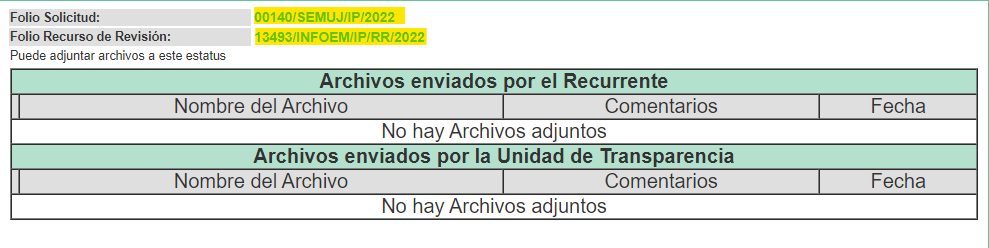 Folio Solicitud: 00140/SEMUJ/IP/2022
Folio Recurso de Revisión: 13493/INFOEM/IP/RR/2022
Puede adjuntar archivos a este estatus
Archivos enviados por el Recurrente
Nombre del Archivo Comentarios Fecha
No hay Archivos adjuntos
Archivos enviados por la Unidad de Transparencia
Nombre del Archivo Comentarios Fecha
No hay Archivos adjuntos